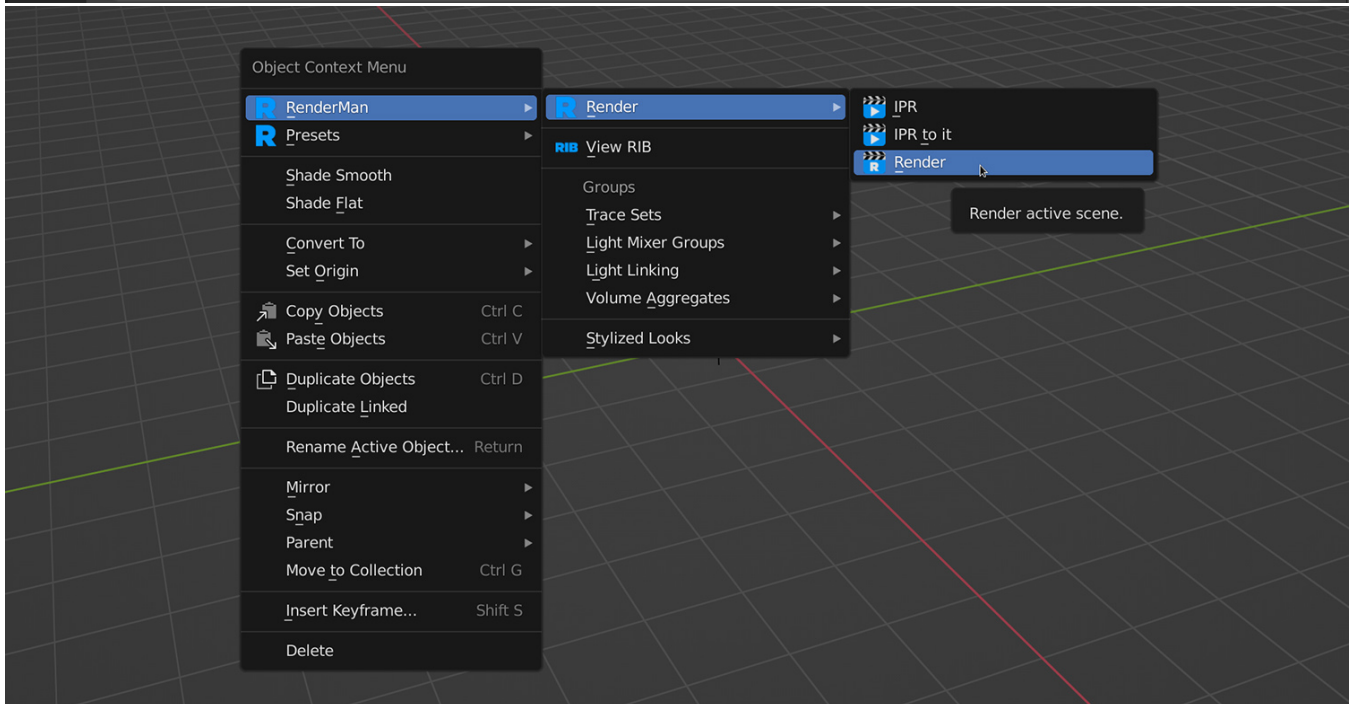 Object Context Menu
RenderMan
Presets
Shade Smooth
Shade Flat
Convert To
Set Origin
Copy Objects Ctrl C
Paste Objects Ctrl V
Duplicate Objects Ctrl D
Duplicate Linked
Rename Active Object... Return
Mirror
Snap
Parent
Move to Collection Ctrl G
Insert Keyframe... Shift S
Delete
Render
RIB View RIB
Groups
Trace Sets
Light Mixer Groups
Light Linking
Volume Aggregates
Stylized Looks
IPR
IPR to it
Render
Render active scene.